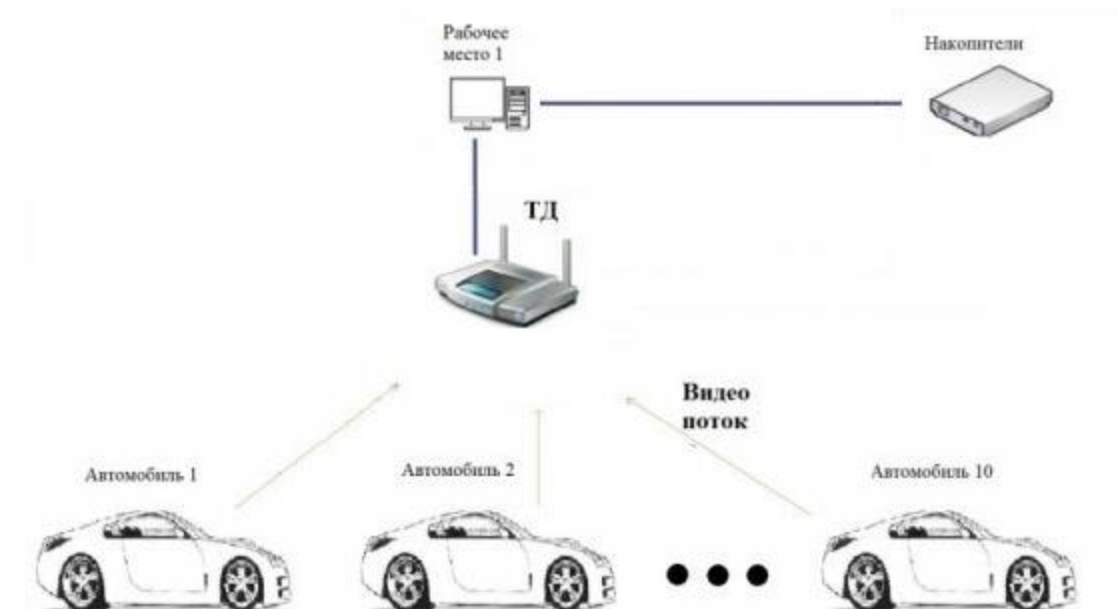 Рабочее
место 1
Накопители
ТД
Видео
поток
Автомобиль 1
Автомобиль 2
Автомобиль 10